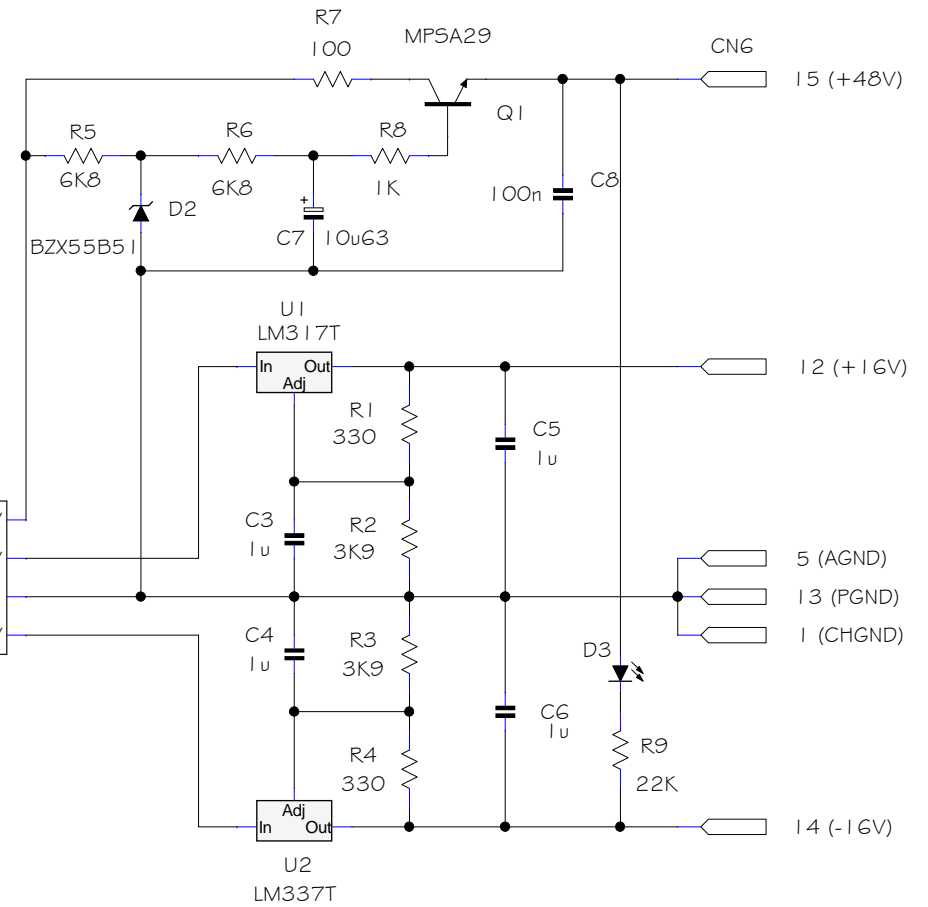 R7
100
MPSA29
CN6
15 (+48V)
Q1
R5
6K8
R6
6K8
R8
1K
100n
C8
D2
BZX55B51
+
C7
10u63
U1
LM317T
In
Out
Adj
12 (+16V)
R1
330
C5
1u
C3
1u
R2
3K9
5 (AGND)
13 (PGND)
1 (CHGND)
C4
1u
R3
3K9
D3
C6
1u
R4
330
R9
22K
Adj
In
Out
14 (-16V)
U2
LM337T